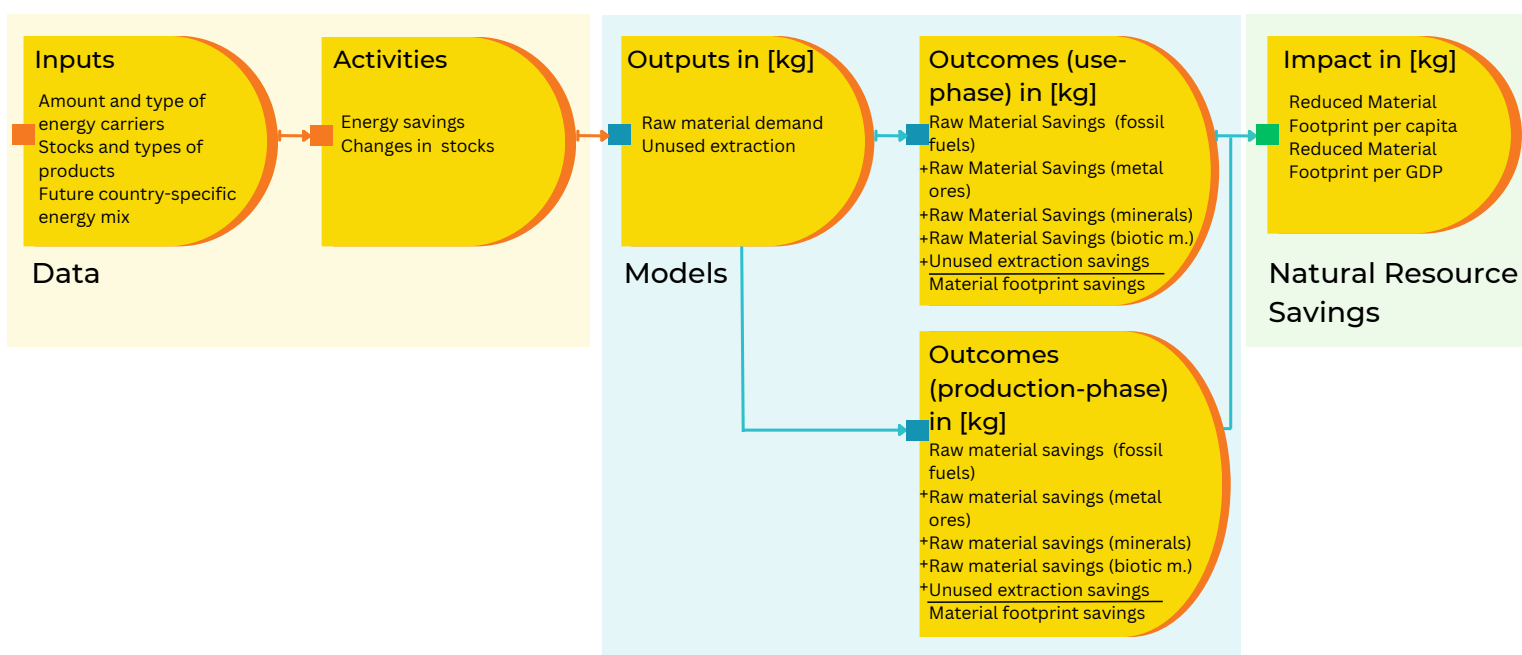 Inputs
Amount and type of
energy carriers
Stocks and types of
products
Future country-specific
energy mix
Activities
Energy savings
Changes in  stocks
Data
Outputs in [kg]
Raw material demand
Unused extraction
Models
Outcomes (use-
phase) in [kg]
Raw Material Savings  (fossil
fuels)
+Raw Material Savings (metal
ores)
+Raw Material Savings (minerals)
+Raw Material Savings (biotic m.)
+Unused extraction savings
Material footprint savings
Outcomes
(production-phase)
in [kg]
Raw material savings  (fossil
fuels)
+Raw material savings (metal
ores)
+Raw material savings (minerals)
+Raw material savings (biotic m.)
+Unused extraction savings
Material footprint savings
Impact in [kg]
Reduced Material
Footprint per capita
Reduced Material
Footprint per GDP
Natural Resource
Savings